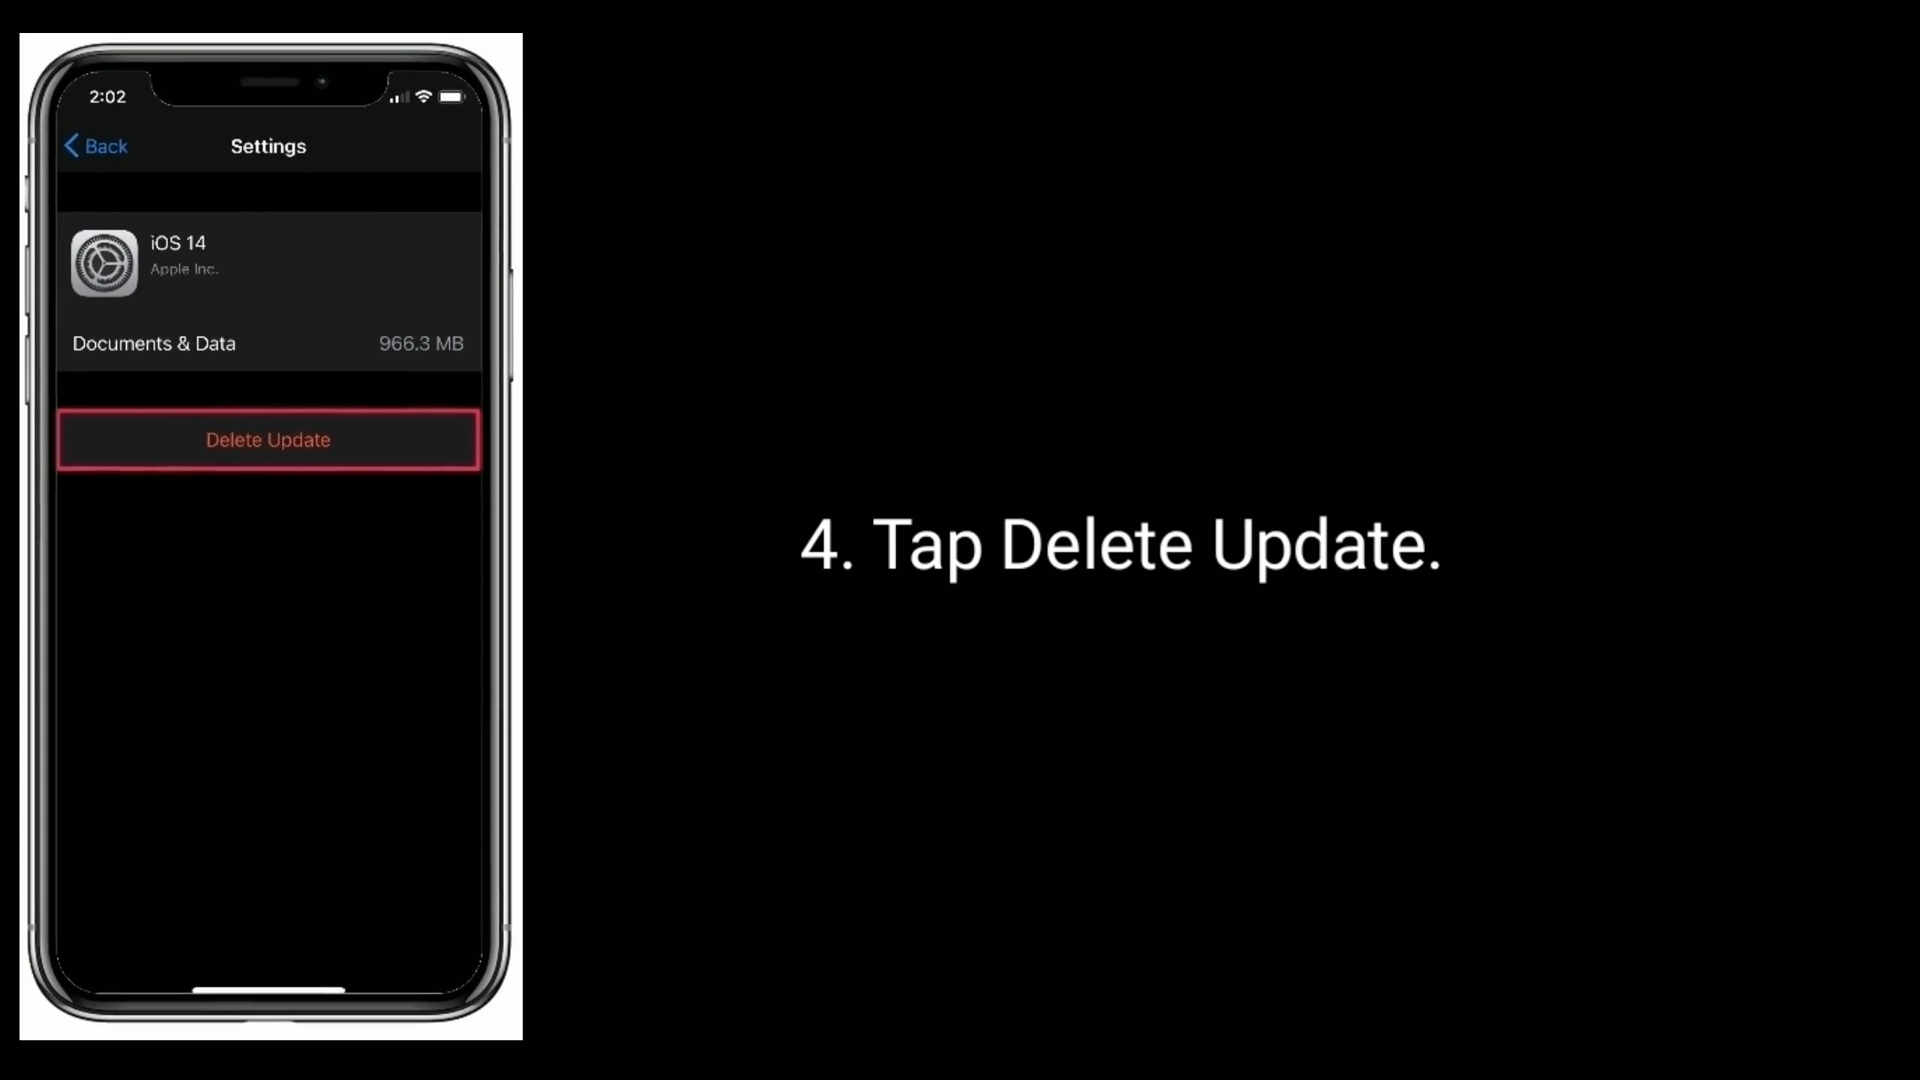 2:02
Back
Settings
iOS 14
Apple Inc.
Documents & Data 966.3 MB
Delete Update
4. Tap Delete Update.